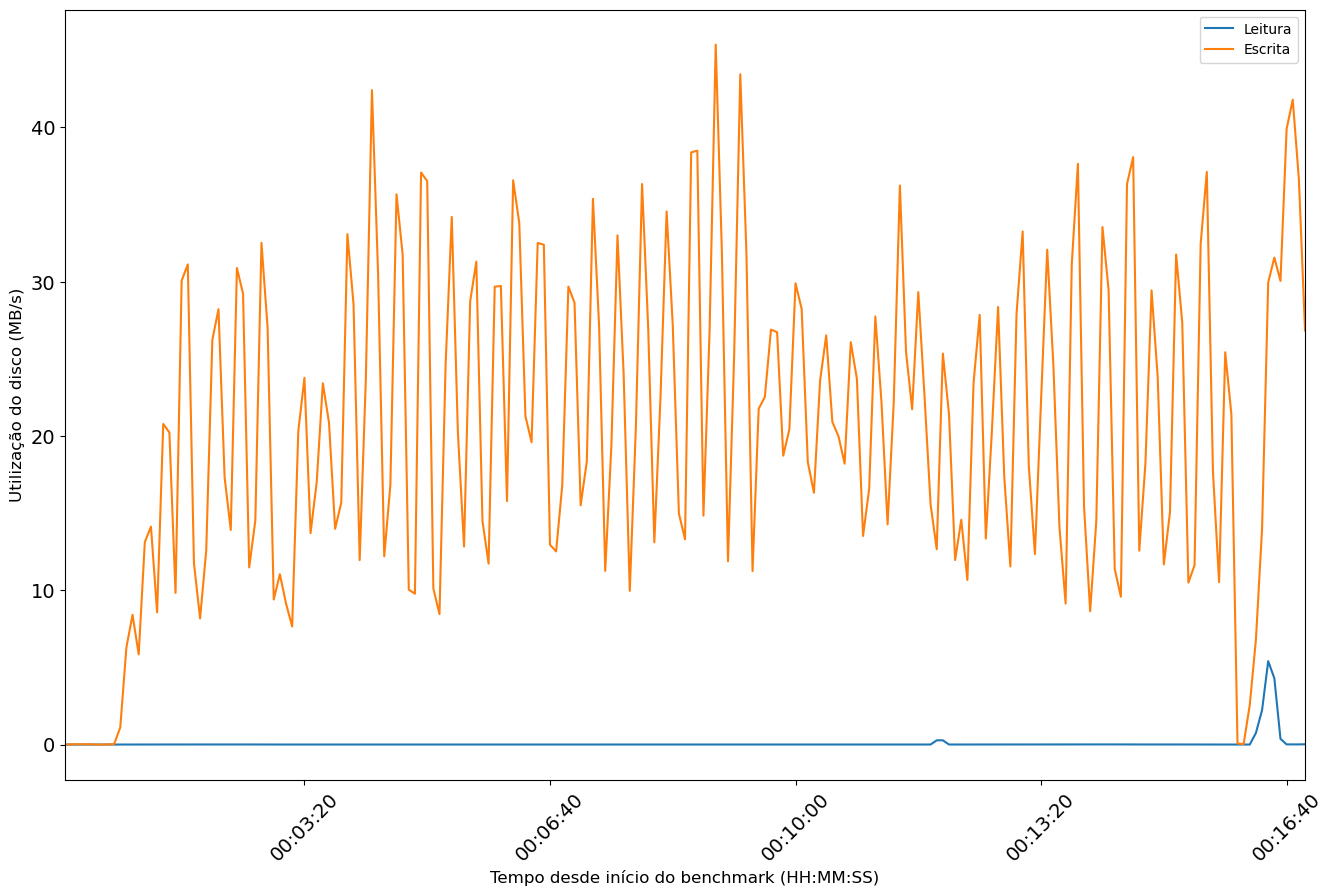 Leitura
Escrita
40
30
20
10
0
Utilização do disco (MB/s)
00:03:20
00:06:40
00:10:00
00:13:20
00:16:40
Tempo desde início do benchmark (HH:MM:SS)